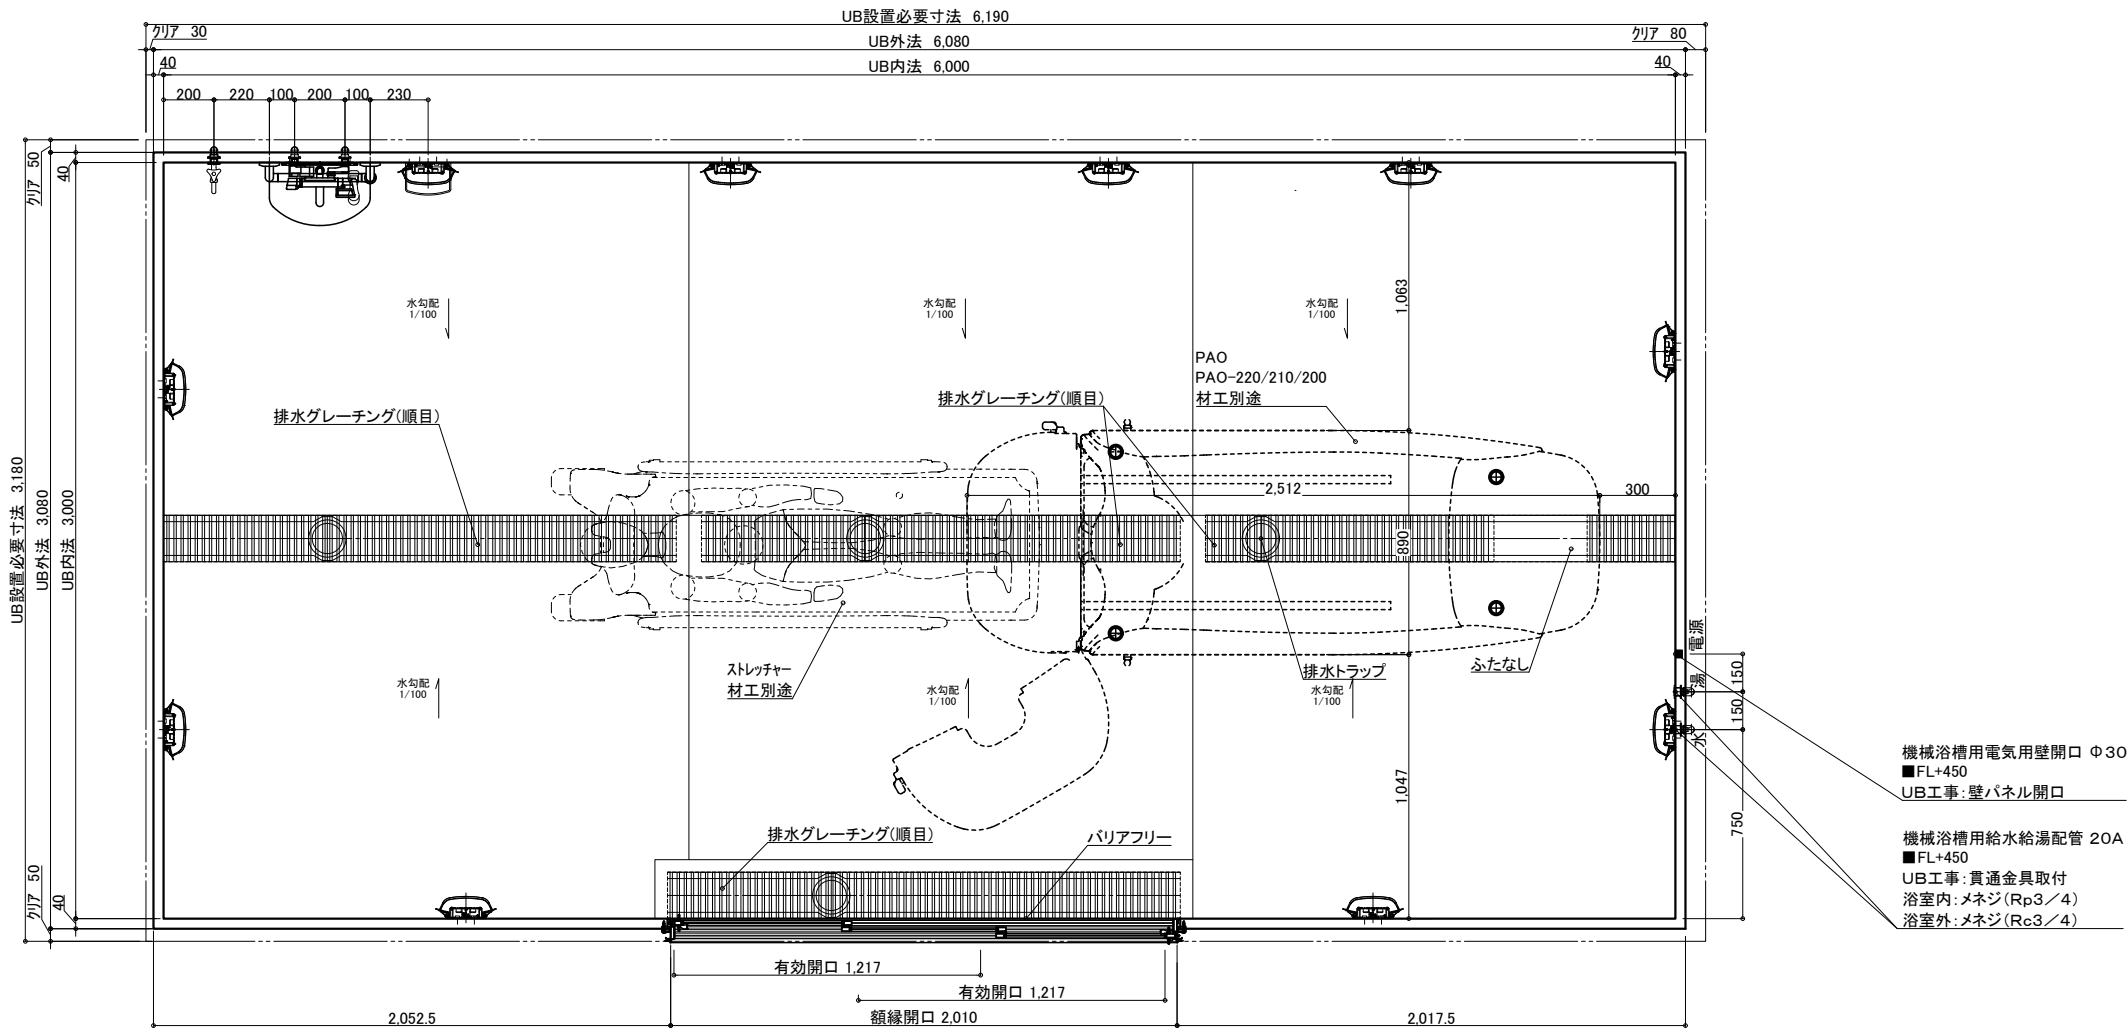 UB設置必要寸法 6,190
クリア 30
UB外法 6,080
クリア 80
40
UB内法 6,000
40
200
220
100
200
100
230
クリア 50
40
UB設置必要寸法 3,180
UB外法 3,080
UB内法 3,000
クリア 50
40
水勾配
1/100
水勾配
1/100
水勾配
1/100
1,063
PAO
PAO-220/210/200
材工別途
排水グレーチング(順目)
排水グレーチング(順目)
2,512
300
890
ストレッチャー
材工別途
排水トラップ
ふたなし
水勾配
1/100
水勾配
1/100
水勾配
1/100
電源
湯
水
150
150
750
1,047
排水グレーチング(順目)
バリアフリー
機械浴槽用電気用壁開口 Φ30
■FL+450
UB工事:壁パネル開口
機械浴槽用給水給湯配管 20A
■FL+450
UB工事:貫通金具取付
浴室内:メネジ(Rp3/4)
浴室外:メネジ(Rc3/4)
有効開口 1,217
有効開口 1,217
2,052.5
額縁開口 2,010
2,017.5